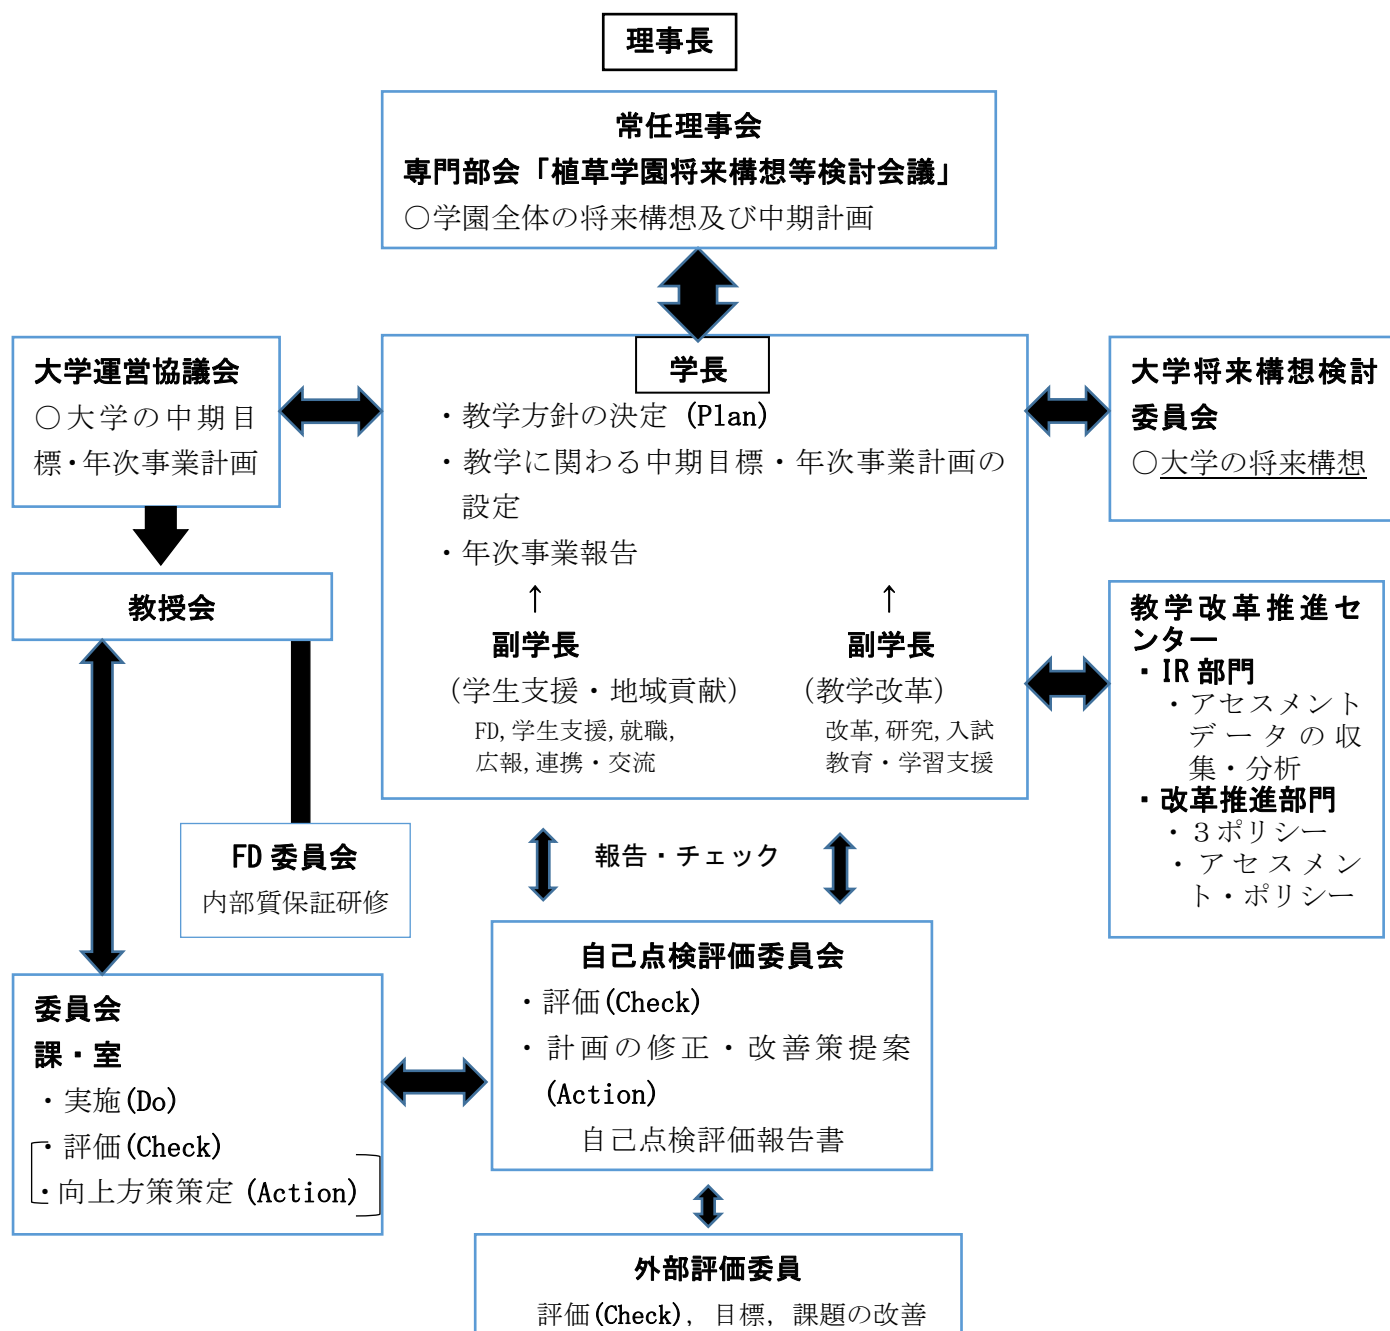 理事長
常任理事会
専門部会「植草学園将来構想等検討会議」
○学園全体の将来構想及び中期計画
大学運営協議会
○大学の中期目
標・年次事業計画
学長
・教学方針の決定 (Plan)
・教学に関わる中期目標・年次事業計画の
設定
・年次事業報告
↑
↑
副学長
(学生支援・地域貢献)
FD, 学生支援, 就職,
広報, 連携・交流
副学長
(教学改革)
改革, 研究, 入試
教育・学習支援
大学将来構想検討
委員会
○大学の将来構想
教授会
教学改革推進セ
ンター
・IR 部門
・アセスメント
データの収
集・分析
・改革推進部門
・３ポリシー
・アセスメン
ト・ポリシー
FD 委員会
内部質保証研修
報告・チェック
委員会
課・室
・実施(Do)
・評価(Check)
・向上方策策定 (Action)
自己点検評価委員会
・評価(Check)
・計画の修正・改善策提案
(Action)
自己点検評価報告書
外部評価委員
評価(Check), 目標, 課題の改善